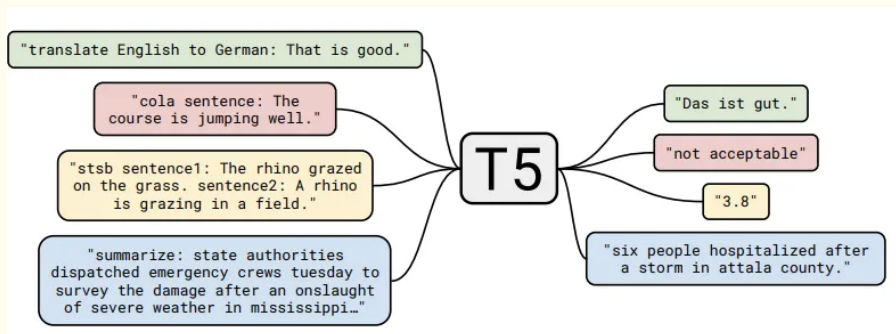 "translate English to German: That is good."
"cola sentence: The
course is jumping well."
"stsb sentence1: The rhino grazed
on the grass. sentence2: A rhino
is grazing in a field."
"summarize: state authorities
dispatched emergency crews tuesday to
survey the damage after an onslaught
of severe weather in mississippi…"
T5
"Das ist gut."
"not acceptable"
"3.8"
"six people hospitalized after
a storm in attala county."